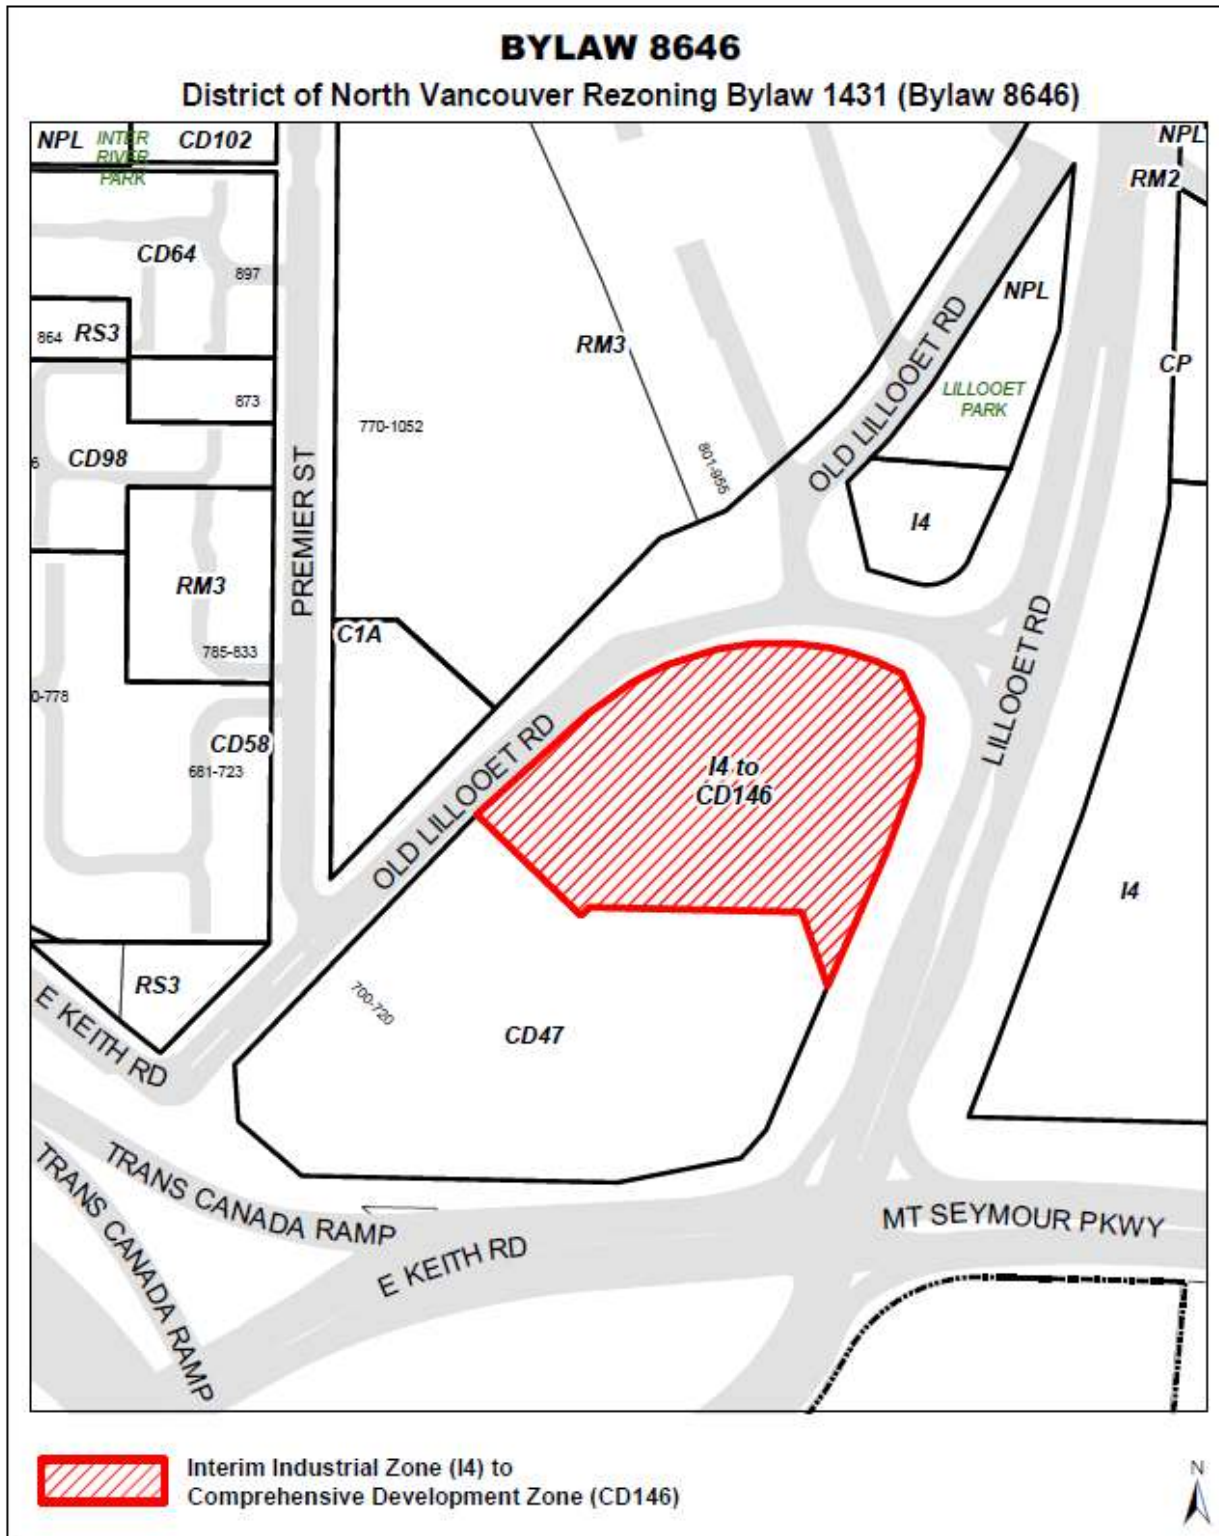 BYLAW 8646
District of North Vancouver Rezoning Bylaw 1431 (Bylaw 8646)
NPL
INTER
RIVER
PARK
CD102
NPL
RM2
CD64
897
NPL
864
RS3
RM3
CP
873
LILLOOET
PARK
OLD LILLOOET RD
770-1052
CD98
6
801-955
PREMIER ST
I4
RM3
C1A
785-833
LILLOOET RD
0-778
CD58
681-723
OLD LILLOOET RD
I4 to
CD146
I4
RS3
700-720
CD47
E KEITH RD
TRANS CANADA RAMP
TRANS CANADA RAMP
E KEITH RD
MT SEYMOUR PKWY
Interim Industrial Zone (I4) to
Comprehensive Development Zone (CD146)
N